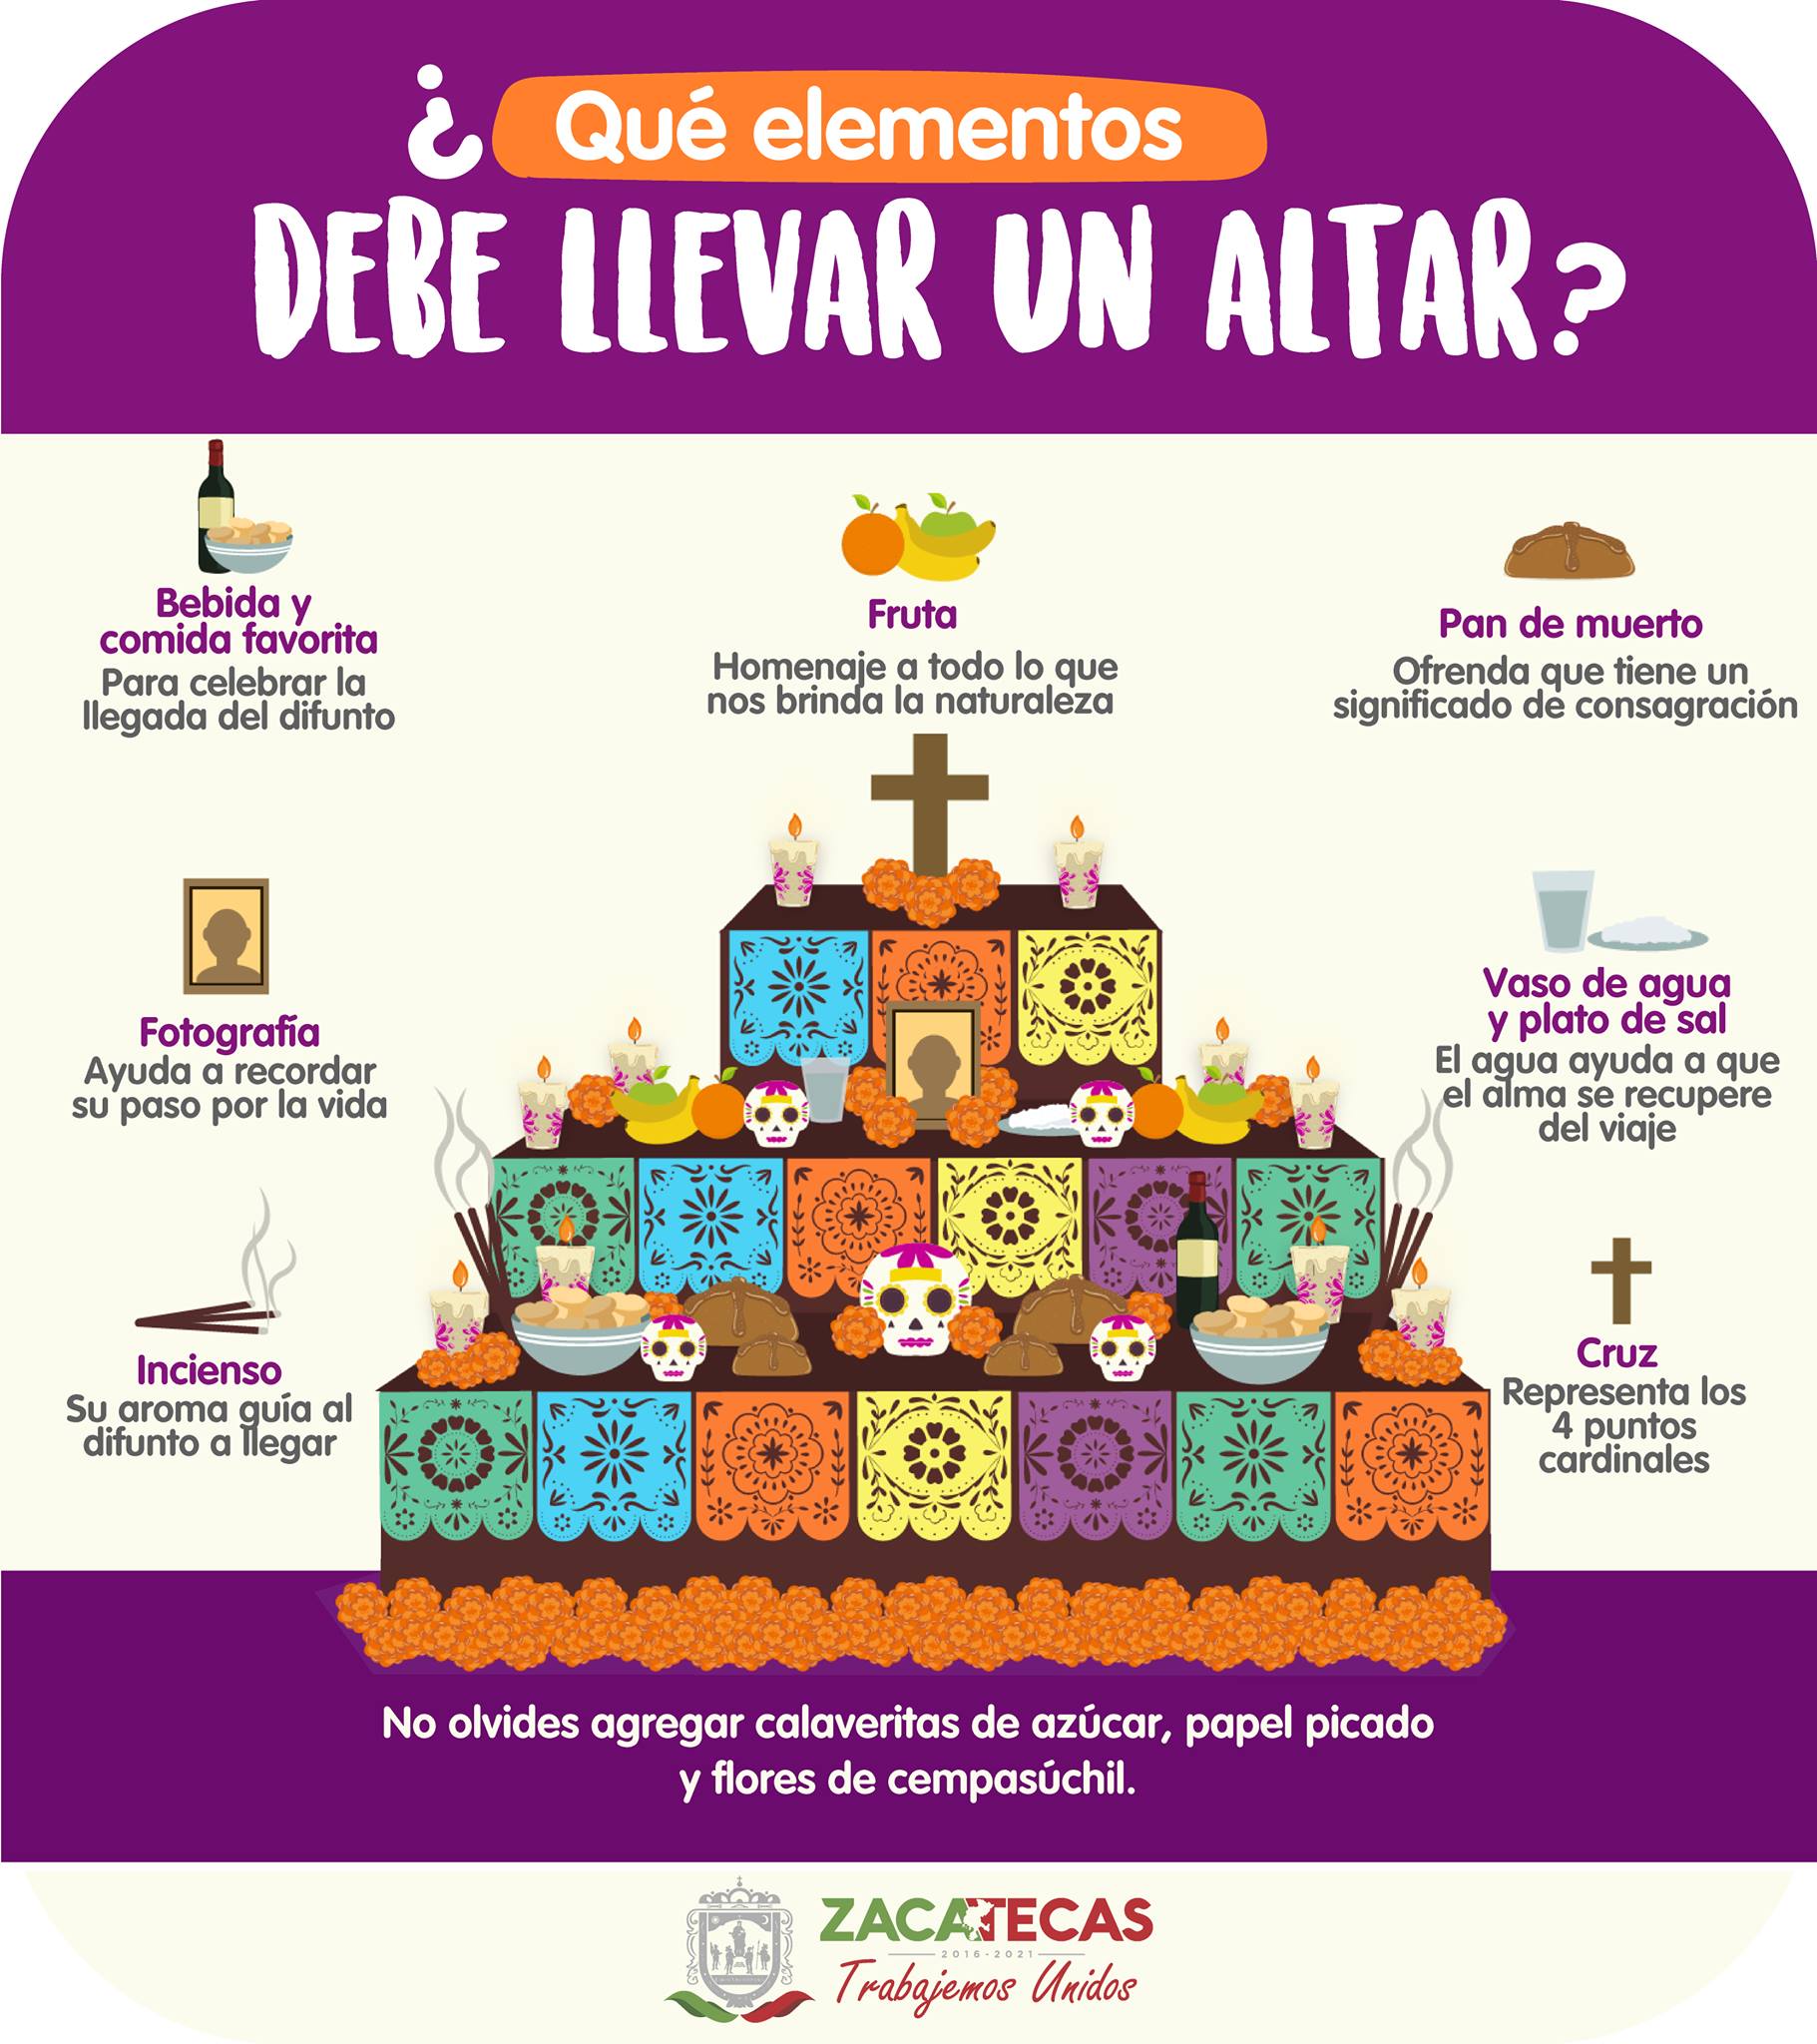 ¿Qué elementos
DEBE LLEVAR UN ALTAR?
Bebida y
comida favorita
Para celebrar la
llegada del difunto
Fruta
Homenaje a todo lo que
nos brinda la naturaleza
Pan de muerto
Ofrenda que tiene un
significado de consagración
Fotografía
Ayuda a recordar
su paso por la vida
Vaso de agua
y plato de sal
El agua ayuda a que
el alma se recupere
del viaje
Incienso
Su aroma guía al
difunto a llegar
Cruz
Representa los
4 puntos
cardinales
No olvides agregar calaveritas de azúcar, papel picado
y flores de cempasúchil.
ZACATECAS
2016-2021
Trabajemos Unidos